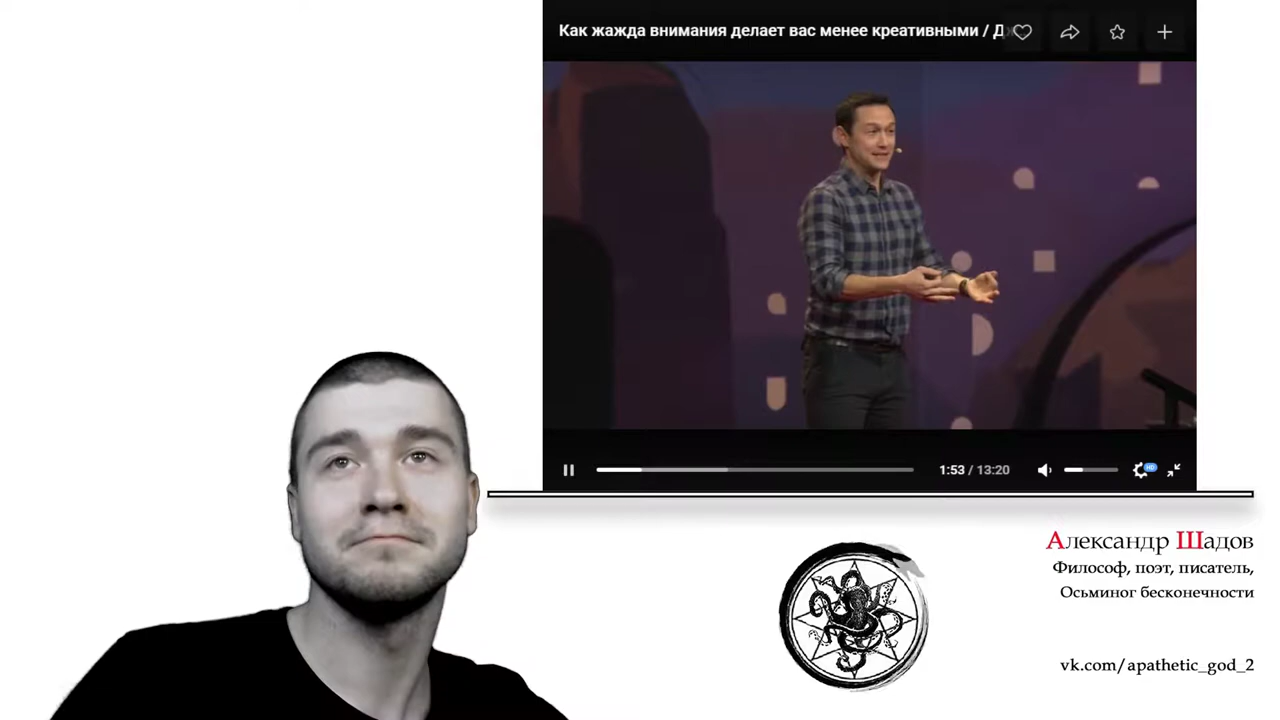 Как жажда внимания делает вас менее креативными /
1:53 / 13:20
HD
Александр Шадов
Философ, поэт, писатель,
Осьминог бесконечности
vk.com/apathetic_god_2